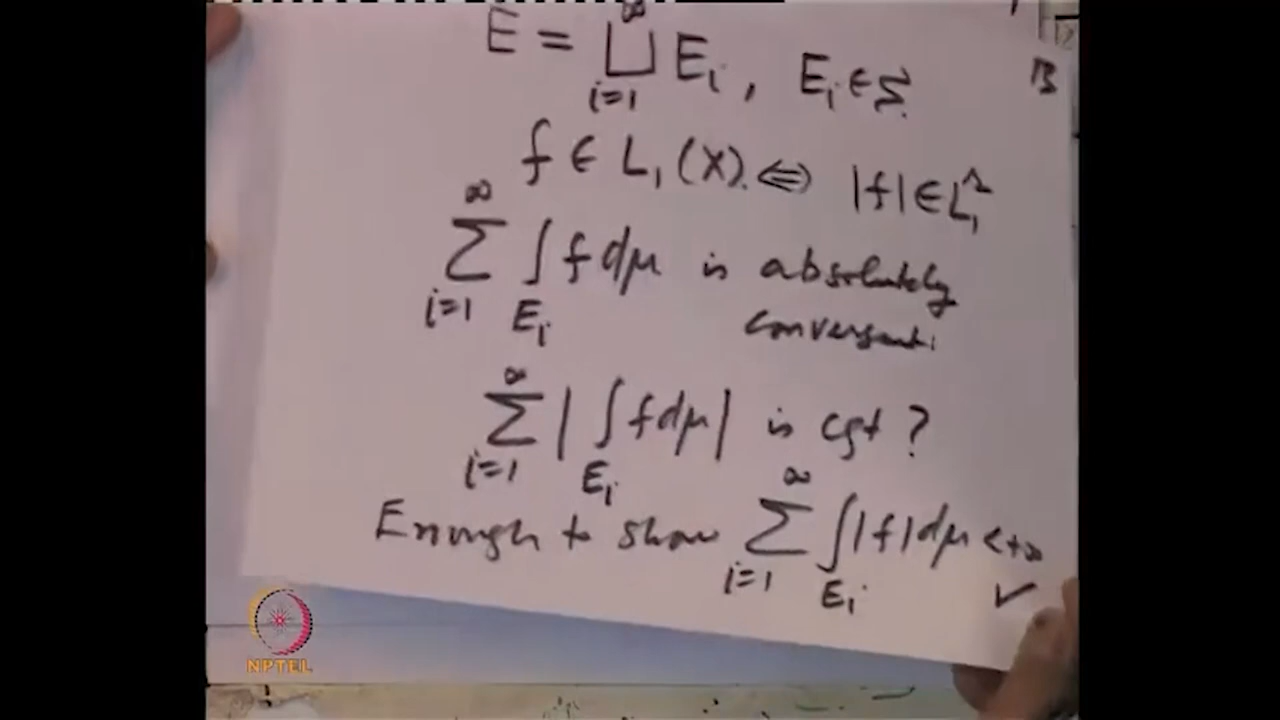 E = ⨆_{i=1}^{∞} E_i , E_i ∈ S.
f ∈ L_1 (X). ⇔ |f| ∈ L_1
∑_{i=1}^{∞} ∫_{E_i} f dμ is absolutely
convergent.
∑_{i=1}^{∞} | ∫_{E_i} f dμ | is cgt ?
Enough to show ∑_{i=1}^{∞} ∫_{E_i} |f| dμ < +∞
✓
NPTEL